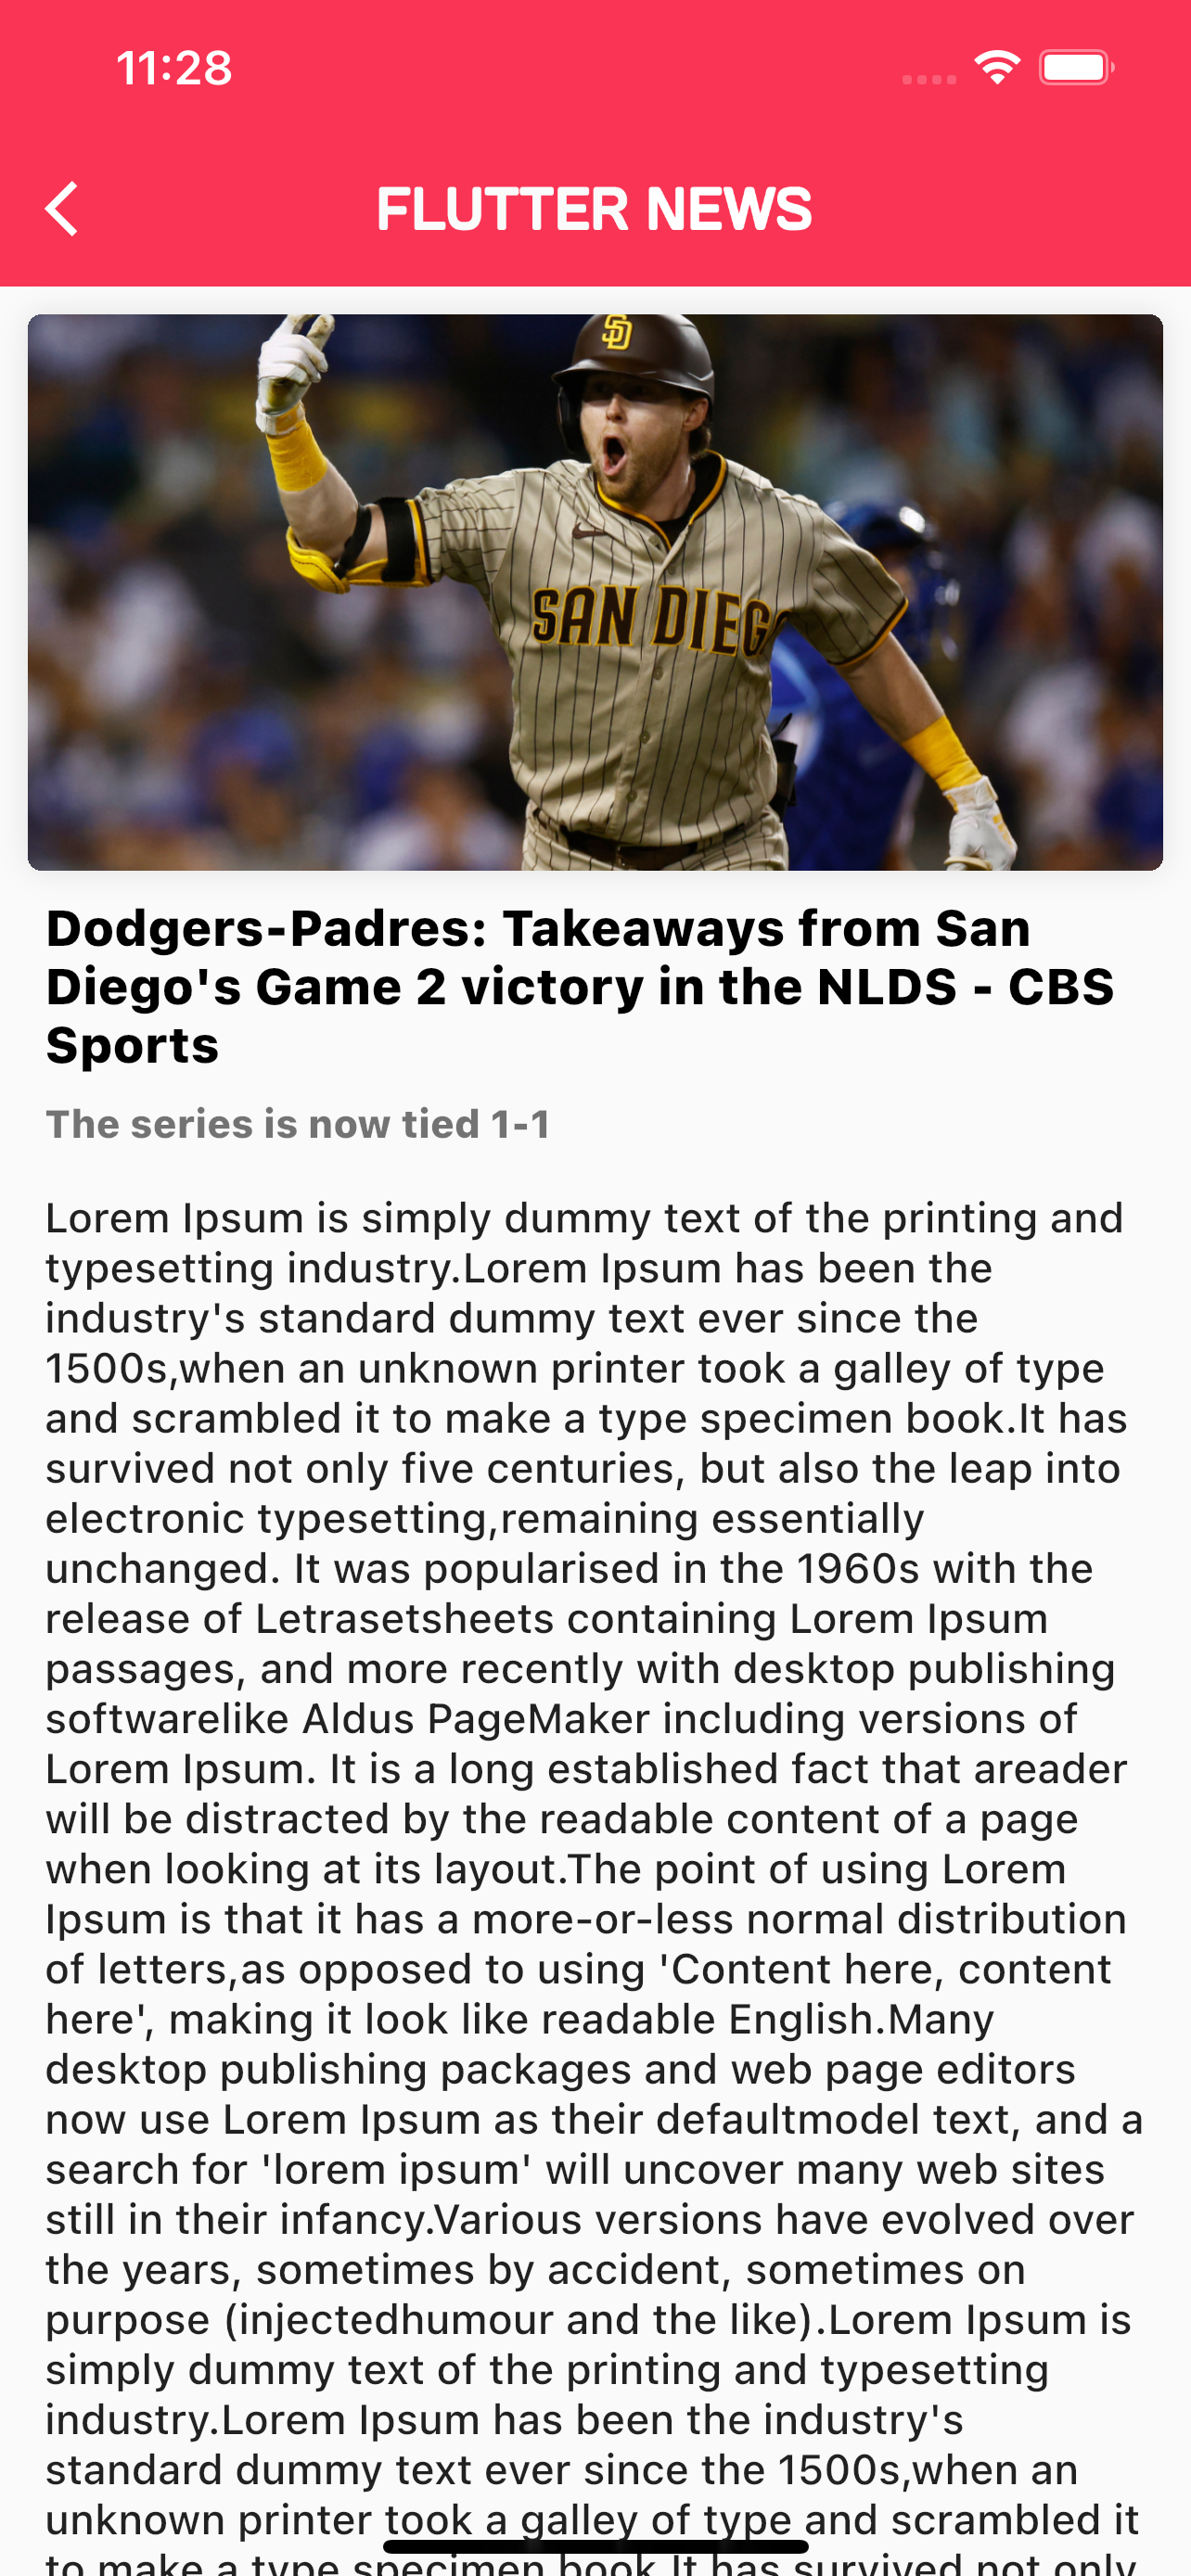 11:28
FLUTTER NEWS
SD
SAN DIEGO
Dodgers-Padres: Takeaways from San
Diego's Game 2 victory in the NLDS - CBS
Sports
The series is now tied 1-1
Lorem Ipsum is simply dummy text of the printing and
typesetting industry.Lorem Ipsum has been the
industry's standard dummy text ever since the
1500s,when an unknown printer took a galley of type
and scrambled it to make a type specimen book.It has
survived not only five centuries, but also the leap into
electronic typesetting,remaining essentially
unchanged. It was popularised in the 1960s with the
release of Letrasetsheets containing Lorem Ipsum
passages, and more recently with desktop publishing
softwarelike Aldus PageMaker including versions of
Lorem Ipsum. It is a long established fact that areader
will be distracted by the readable content of a page
when looking at its layout.The point of using Lorem
Ipsum is that it has a more-or-less normal distribution
of letters,as opposed to using 'Content here, content
here', making it look like readable English.Many
desktop publishing packages and web page editors
now use Lorem Ipsum as their defaultmodel text, and a
search for 'lorem ipsum' will uncover many web sites
still in their infancy.Various versions have evolved over
the years, sometimes by accident, sometimes on
purpose (injectedhumour and the like).Lorem Ipsum is
simply dummy text of the printing and typesetting
industry.Lorem Ipsum has been the industry's
standard dummy text ever since the 1500s,when an
unknown printer took a galley of type and scrambled it
to make a type specimen book.It has survived not only